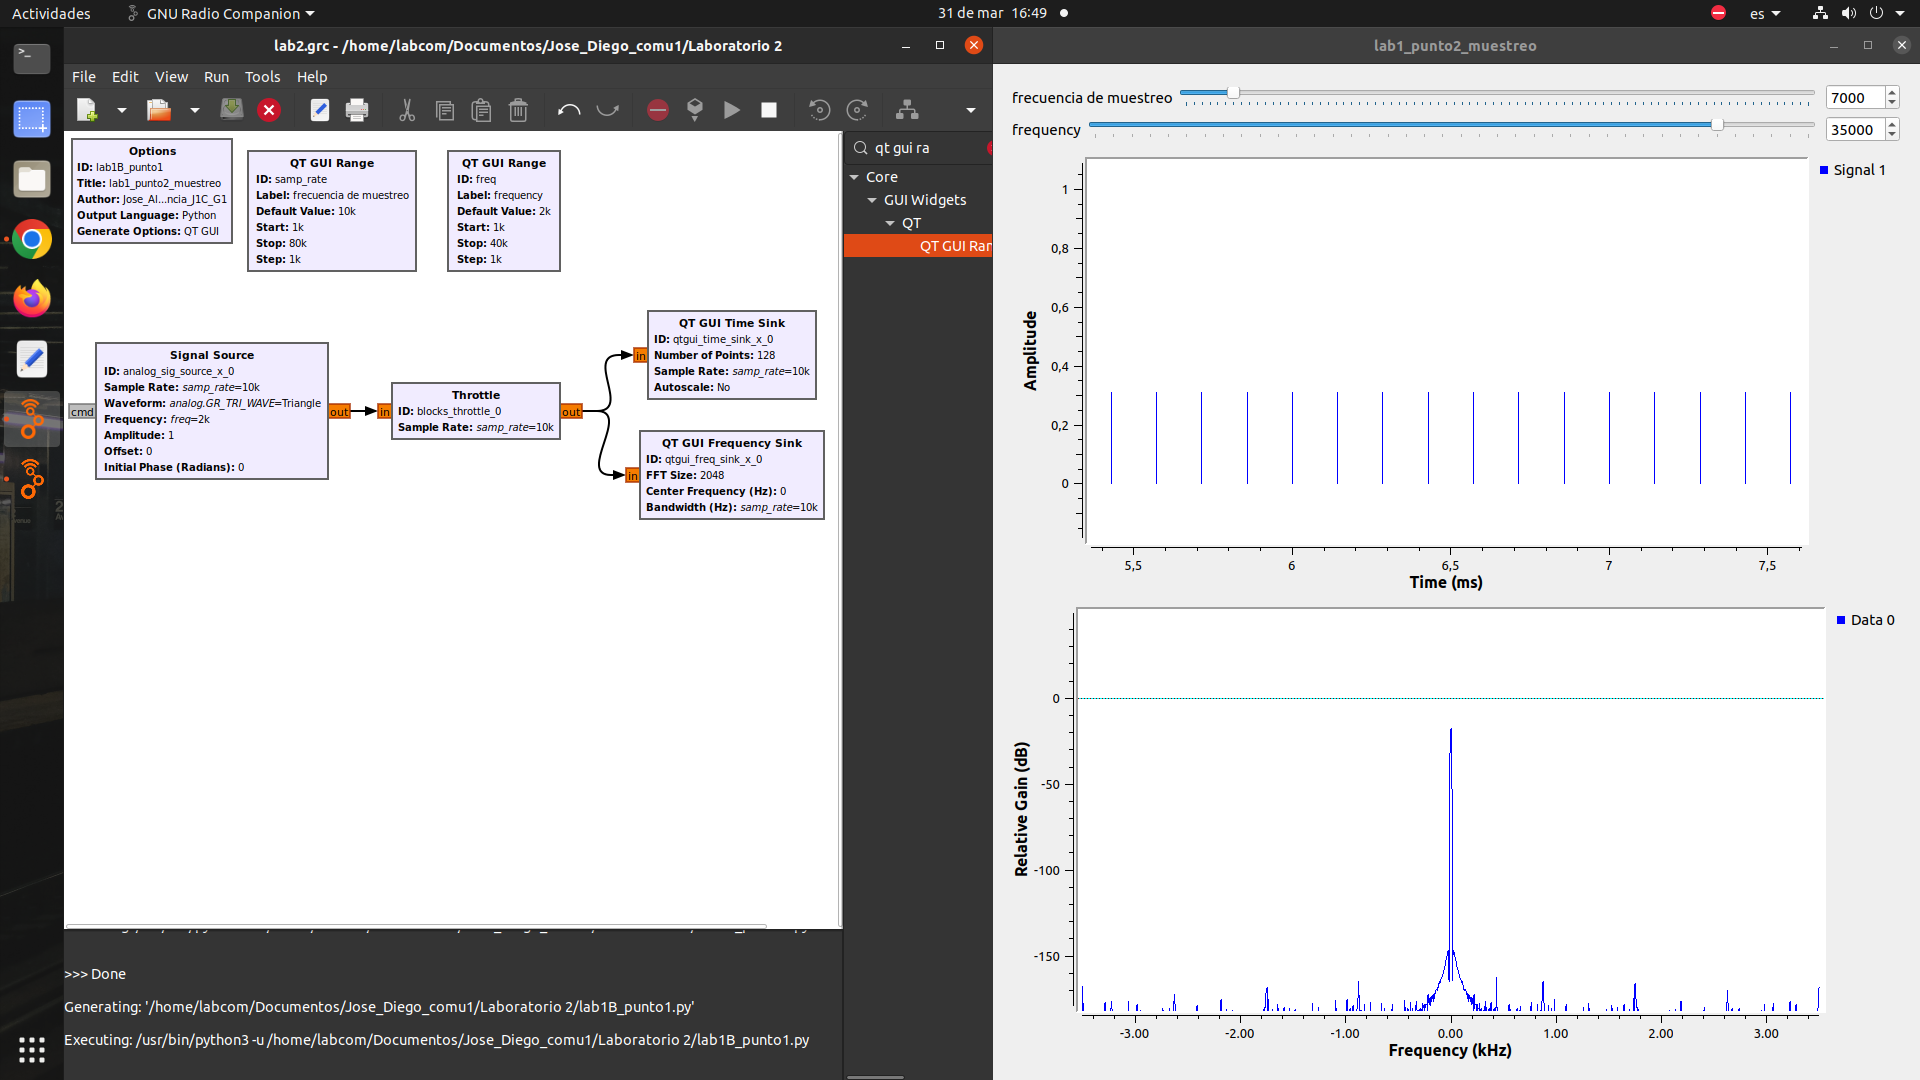 Actividades
GNU Radio Companion
31 de mar 16:49
es
lab2.grc - /home/labcom/Documentos/Jose_Diego_comu1/Laboratorio 2
File Edit View Run Tools Help
Options
ID: lab1B_punto1
Title: lab1_punto2_muestreo
Author: Jose_Al...ncia_J1C_G1
Output Language: Python
Generate Options: QT GUI
QT GUI Range
ID: samp_rate
Label: frecuencia de muestreo
Default Value: 10k
Start: 1k
Stop: 80k
Step: 1k
QT GUI Range
ID: freq
Label: frequency
Default Value: 2k
Start: 1k
Stop: 40k
Step: 1k
Signal Source
ID: analog_sig_source_x_0
Sample Rate: samp_rate=10k
Waveform: analog.GR_TRI_WAVE=Triangle
Frequency: freq=2k
Amplitude: 1
Offset: 0
Initial Phase (Radians): 0
cmd
out
in
Throttle
ID: blocks_throttle_0
Sample Rate: samp_rate=10k
out
in
QT GUI Time Sink
ID: qtgui_time_sink_x_0
Number of Points: 128
Sample Rate: samp_rate=10k
Autoscale: No
in
QT GUI Frequency Sink
ID: qtgui_freq_sink_x_0
FFT Size: 2048
Center Frequency (Hz): 0
Bandwidth (Hz): samp_rate=10k
qt gui ra
Core
GUI Widgets
QT
QT GUI Ran
>>> Done
Generating: '/home/labcom/Documentos/Jose_Diego_comu1/Laboratorio 2/lab1B_punto1.py'
Executing: /usr/bin/python3 -u /home/labcom/Documentos/Jose_Diego_comu1/Laboratorio 2/lab1B_punto1.py
lab1_punto2_muestreo
frecuencia de muestreo 7000
frequency 35000
Signal 1
Amplitude
1
0,8
0,6
0,4
0,2
0
5,5 6 6,5 7 7,5
Time (ms)
Data 0
Relative Gain (dB)
0
-50
-100
-150
-3.00 -2.00 -1.00 0.00 1.00 2.00 3.00
Frequency (kHz)